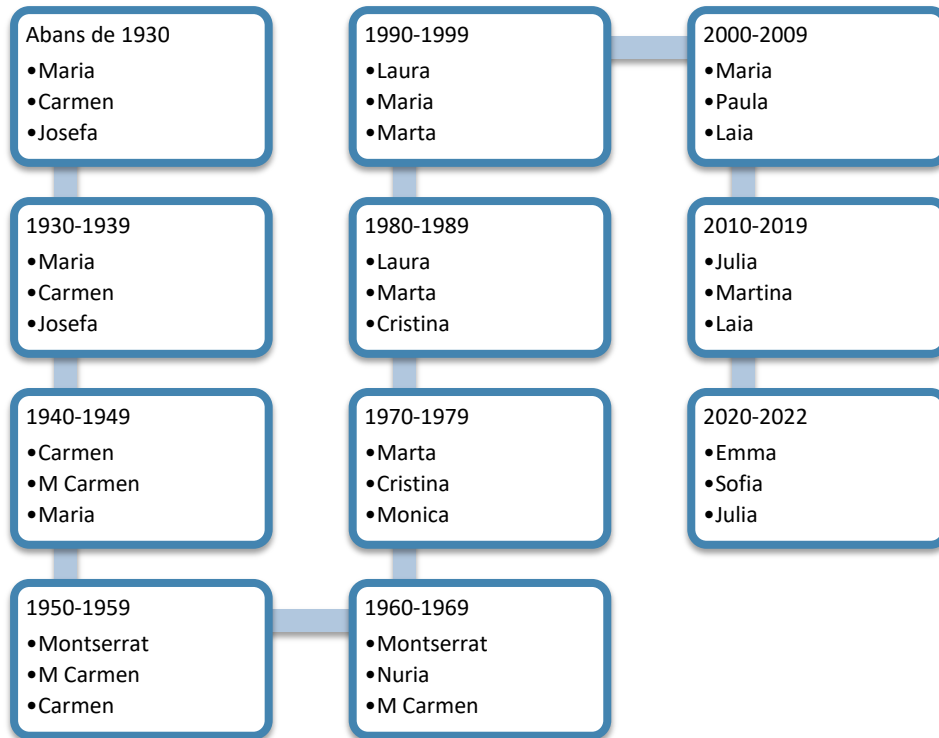 Abans de 1930
•Maria
•Carmen
•Josefa
1930-1939
•Maria
•Carmen
•Josefa
1940-1949
•Carmen
•M Carmen
•Maria
1950-1959
•Montserrat
•M Carmen
•Carmen
1960-1969
•Montserrat
•Nuria
•M Carmen
1970-1979
•Marta
•Cristina
•Monica
1980-1989
•Laura
•Marta
•Cristina
1990-1999
•Laura
•Maria
•Marta
2000-2009
•Maria
•Paula
•Laia
2010-2019
•Julia
•Martina
•Laia
2020-2022
•Emma
•Sofia
•Julia